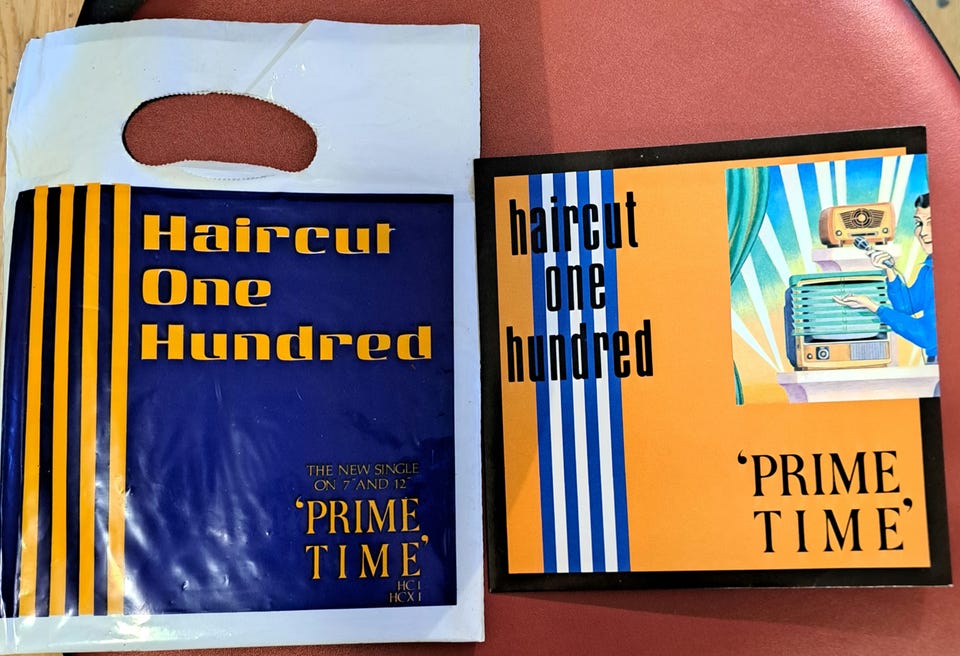 Haircut
One
Hundred
THE NEW SINGLE
ON 7" AND 12"
‘PRIME
TIME’
HC 1
HCX 1
haircut
one
hundred
‘PRIME
TIME’